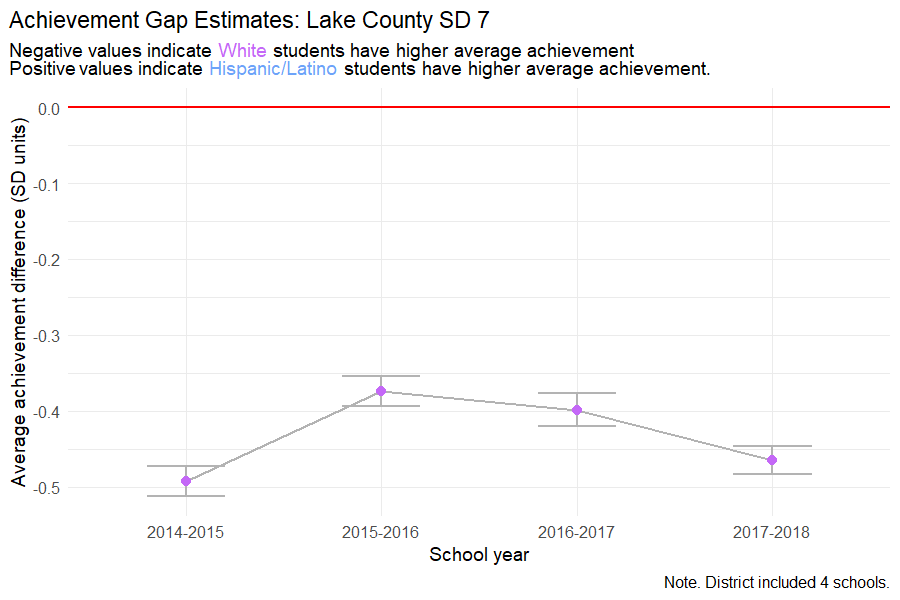 Achievement Gap Estimates: Lake County SD 7
Negative values indicate White students have higher average achievement
Positive values indicate Hispanic/Latino students have higher average achievement.
Average achievement difference (SD units)
0.0
-0.1
-0.2
-0.3
-0.4
-0.5
2014-2015 2015-2016 2016-2017 2017-2018
School year
Note. District included 4 schools.